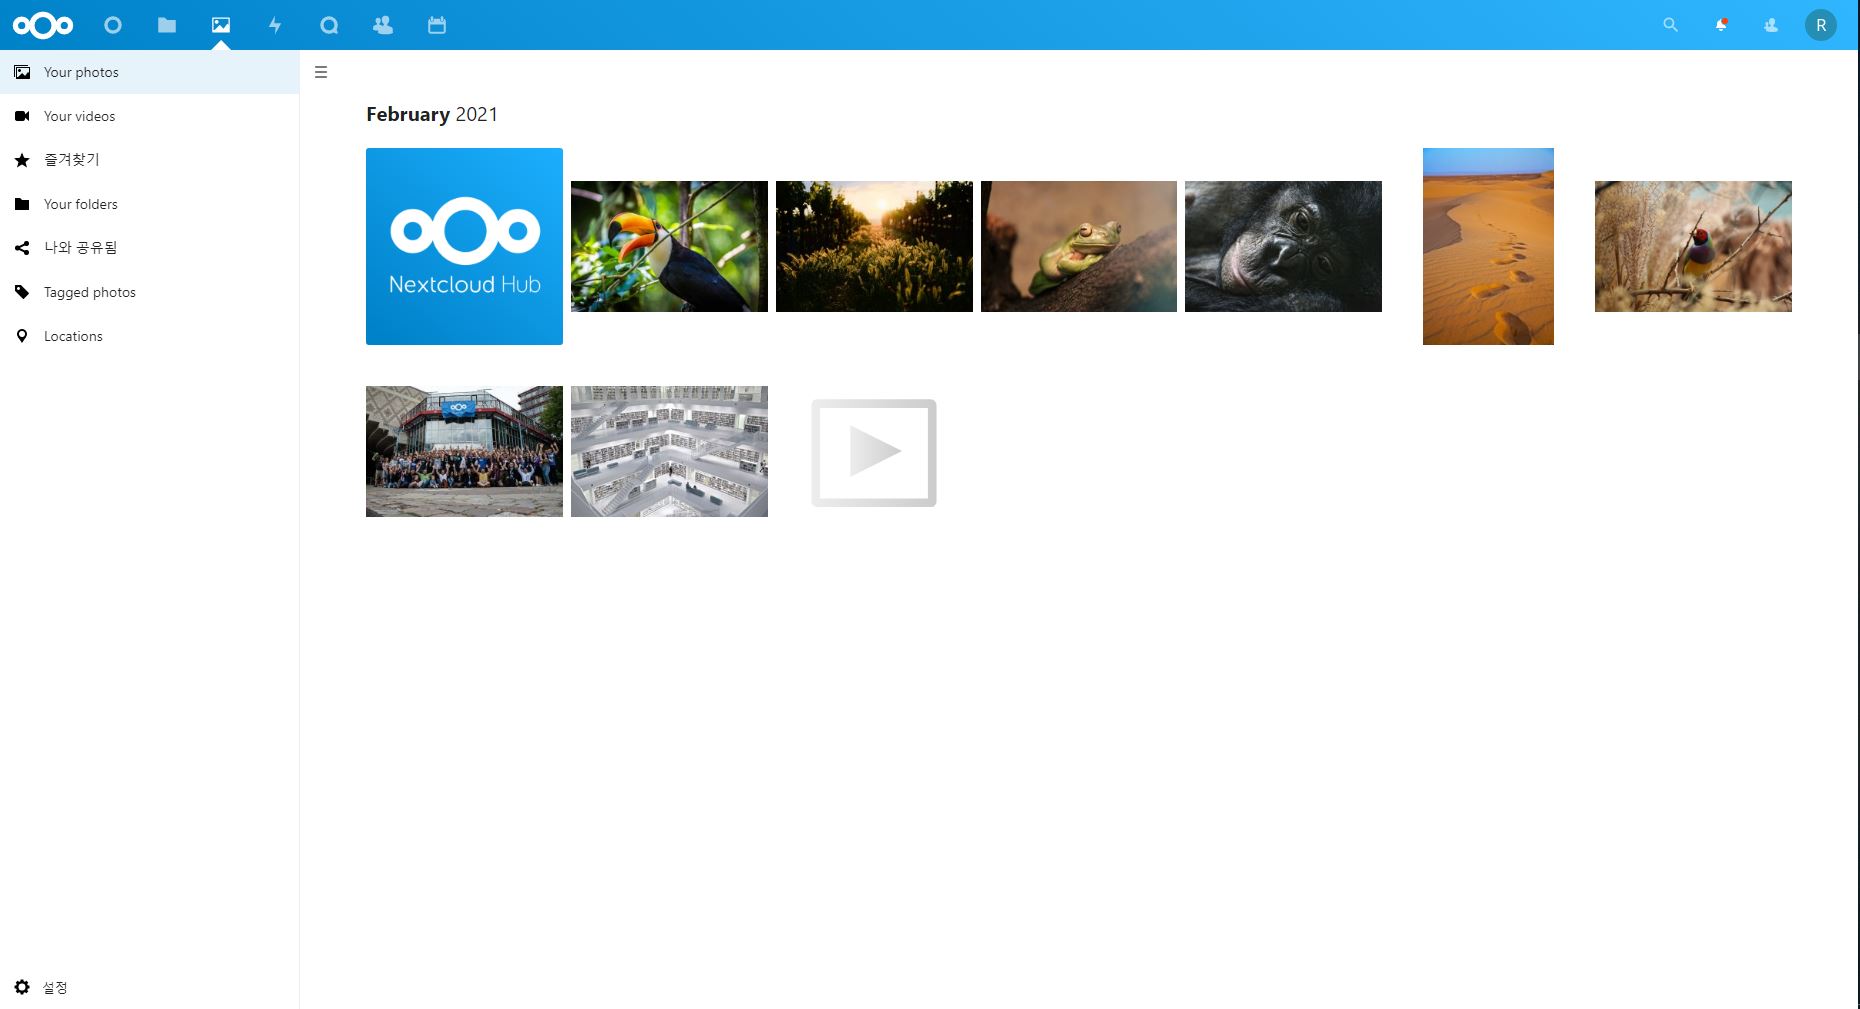 R
Your photos
Your videos
즐겨찾기
Your folders
나와 공유됨
Tagged photos
Locations
설정
February 2021
Nextcloud Hub